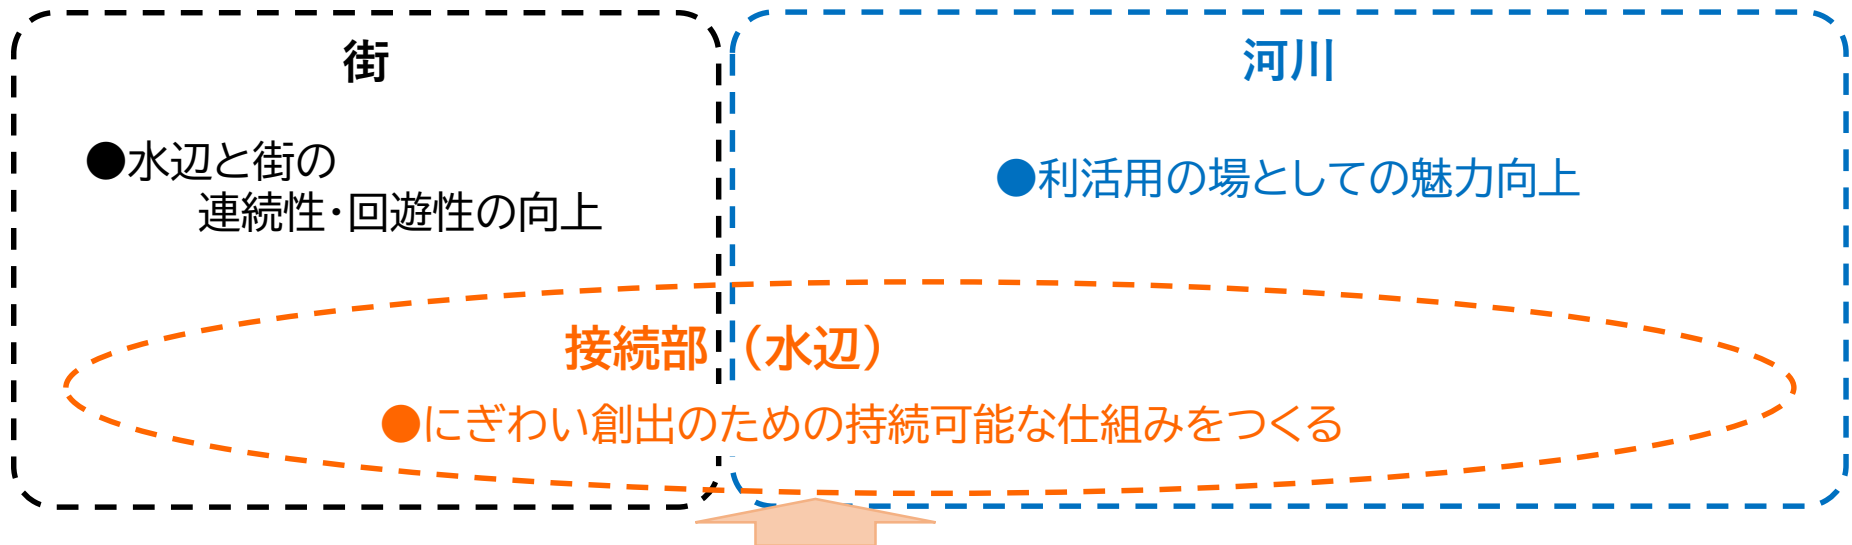 街
●水辺と街の
連続性・回遊性の向上
河川
●利活用の場としての魅力向上
接続部（水辺）
●にぎわい創出のための持続可能な仕組みをつくる